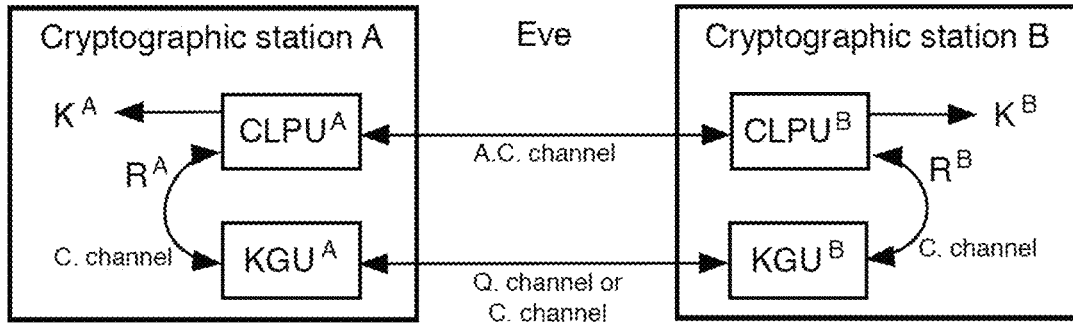 Cryptographic station A
Eve
Cryptographic station B
K^A
CLPU^A
CLPU^B
K^B
A.C. channel
R^A
R^B
C. channel
KGU^A
KGU^B
C. channel
Q. channel or
C. channel